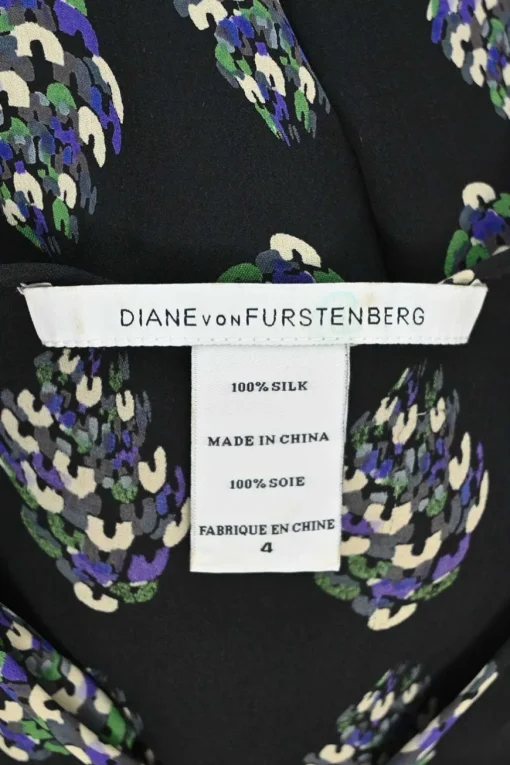 DIANE VON FURSTENBERG
100% SILK
MADE IN CHINA
100% SOIE
FABRIQUE EN CHINE
4